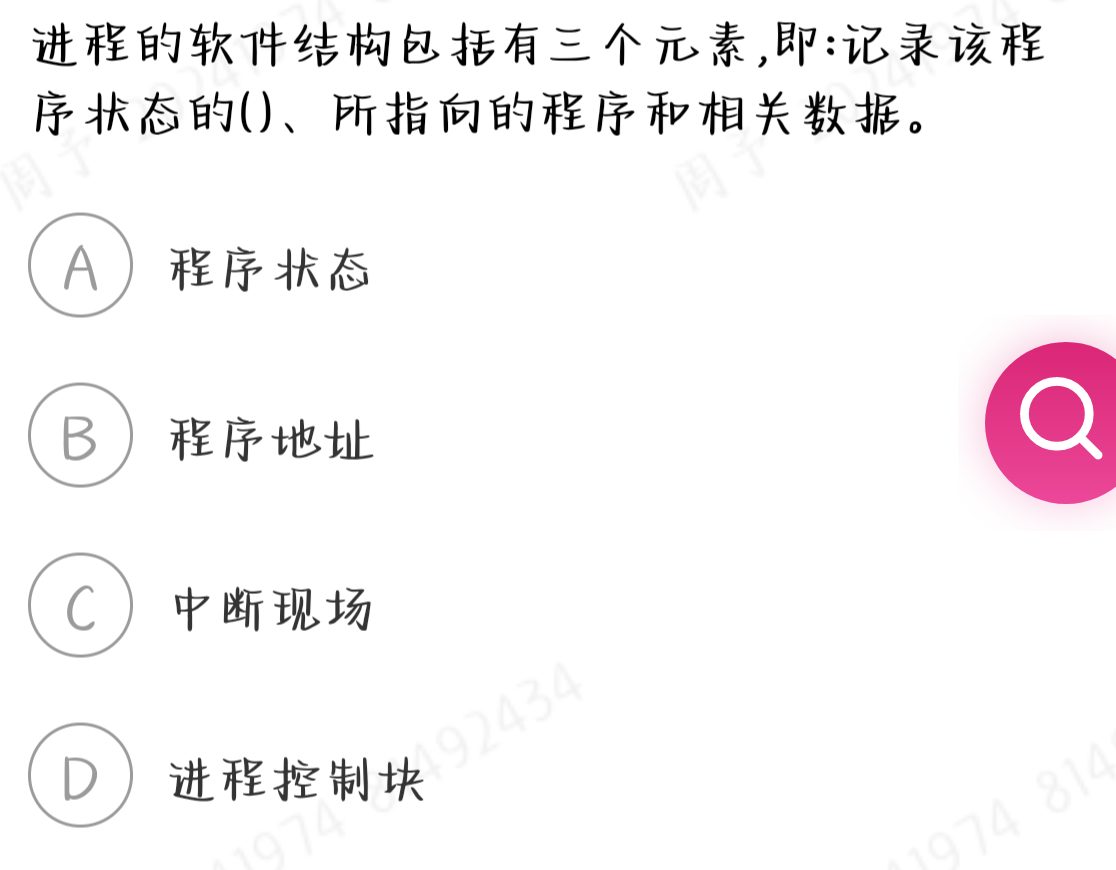 进程的软件结构包括有三个元素,即:记录该程
序状态的()、所指向的程序和相关数据。
A 程序状态
B 程序地址
C 中断现场
D 进程控制块